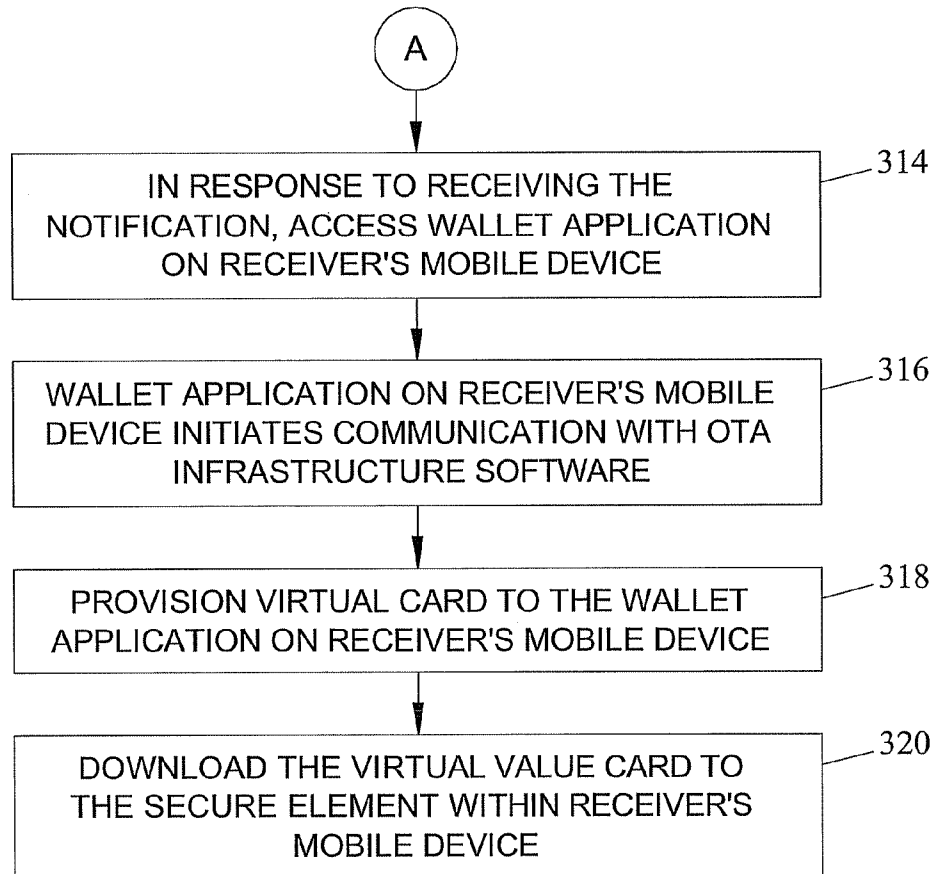 A
IN RESPONSE TO RECEIVING THE
NOTIFICATION, ACCESS WALLET APPLICATION
ON RECEIVER'S MOBILE DEVICE
314
WALLET APPLICATION ON RECEIVER'S MOBILE
DEVICE INITIATES COMMUNICATION WITH OTA
INFRASTRUCTURE SOFTWARE
316
PROVISION VIRTUAL CARD TO THE WALLET
APPLICATION ON RECEIVER'S MOBILE DEVICE
318
DOWNLOAD THE VIRTUAL VALUE CARD TO
THE SECURE ELEMENT WITHIN RECEIVER'S
MOBILE DEVICE
320